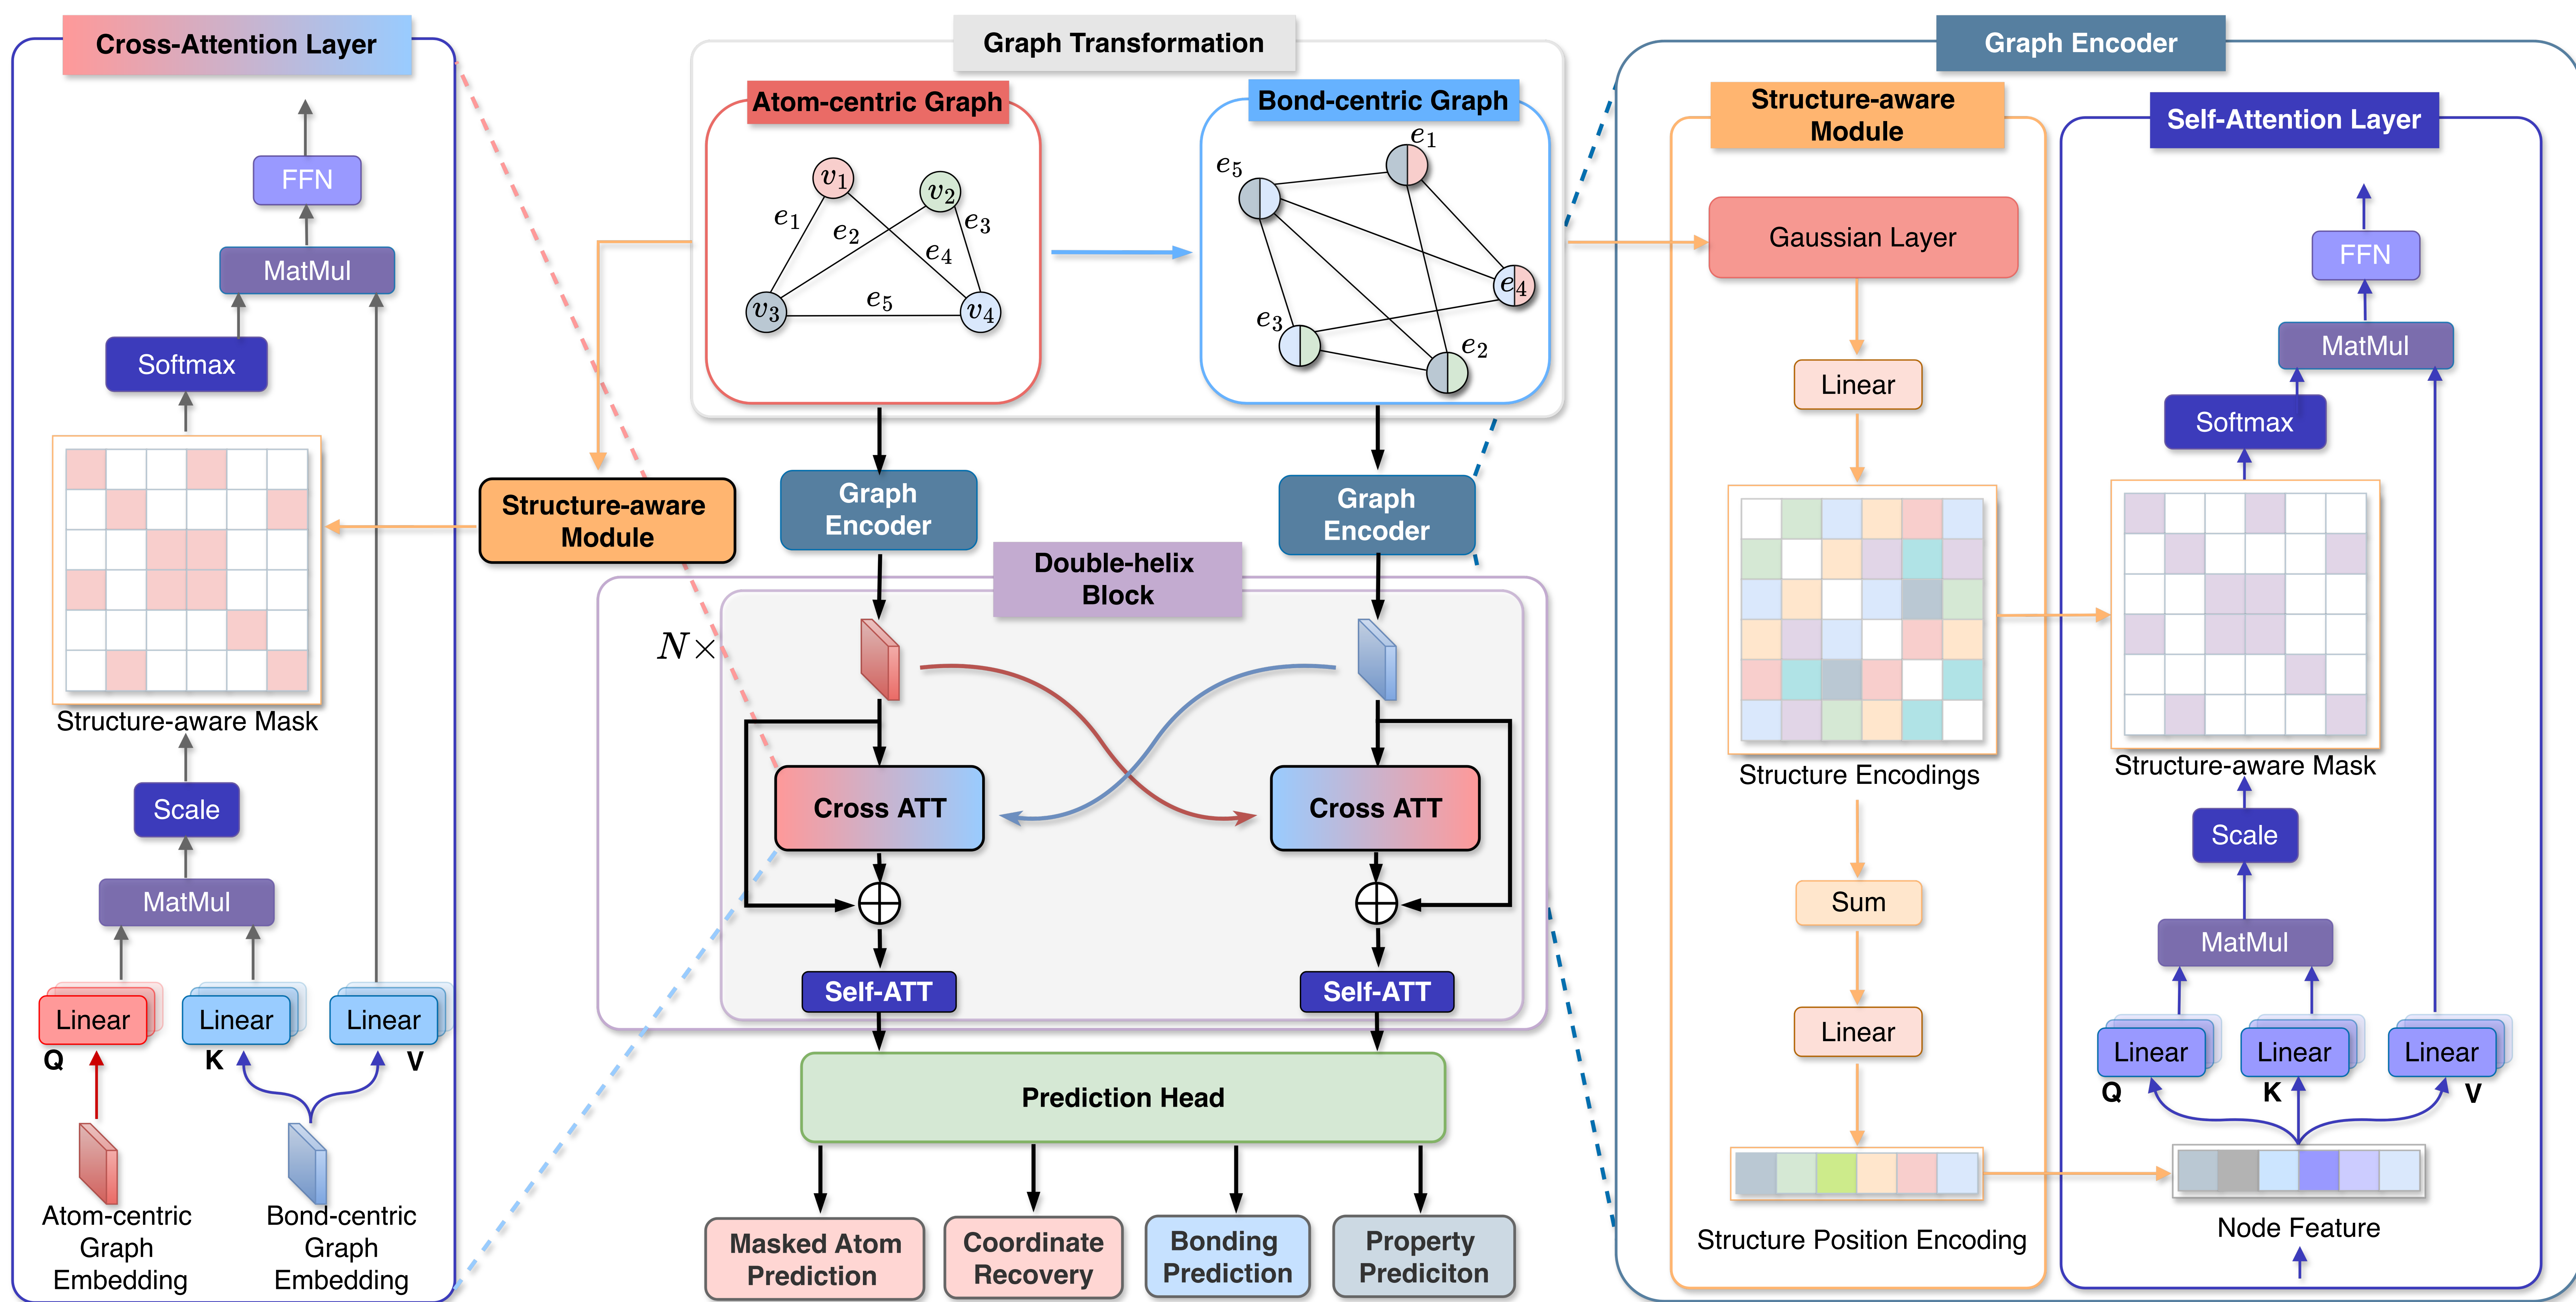 Cross-Attention Layer
FFN
MatMul
Softmax
Structure-aware Mask
Scale
MatMul
Linear
Linear
Linear
Q
K
V
Atom-centric
Graph
Embedding
Bond-centric
Graph
Embedding
Graph Transformation
Atom-centric Graph
v1
v2
v3
v4
e1
e2
e3
e4
e5
Bond-centric Graph
e1
e5
e4
e3
e2
Structure-aware
Module
Graph
Encoder
Graph
Encoder
Double-helix
Block
N×
Cross ATT
Cross ATT
Self-ATT
Self-ATT
Prediction Head
Masked Atom
Prediction
Coordinate
Recovery
Bonding
Prediction
Property
Prediciton
Graph Encoder
Structure-aware
Module
Gaussian Layer
Linear
Structure Encodings
Sum
Linear
Structure Position Encoding
Self-Attention Layer
FFN
MatMul
Softmax
Structure-aware Mask
Scale
MatMul
Linear
Linear
Linear
Q
K
V
Node Feature